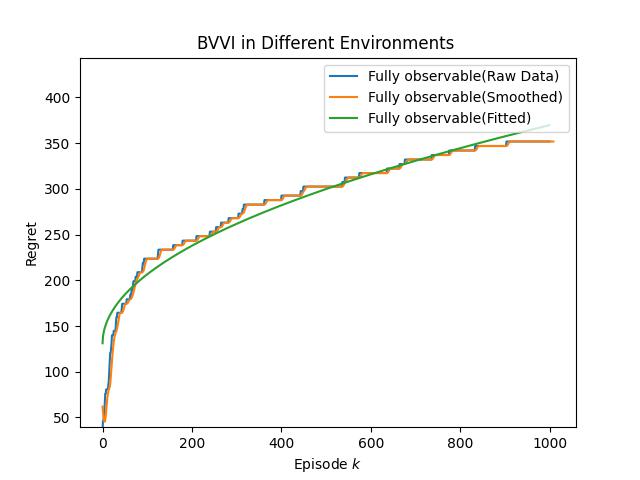 BVVI in Different Environments
Fully observable(Raw Data)
Fully observable(Smoothed)
Fully observable(Fitted)
400
350
300
250
200
150
100
50
Regret
0 200 400 600 800 1000
Episode k